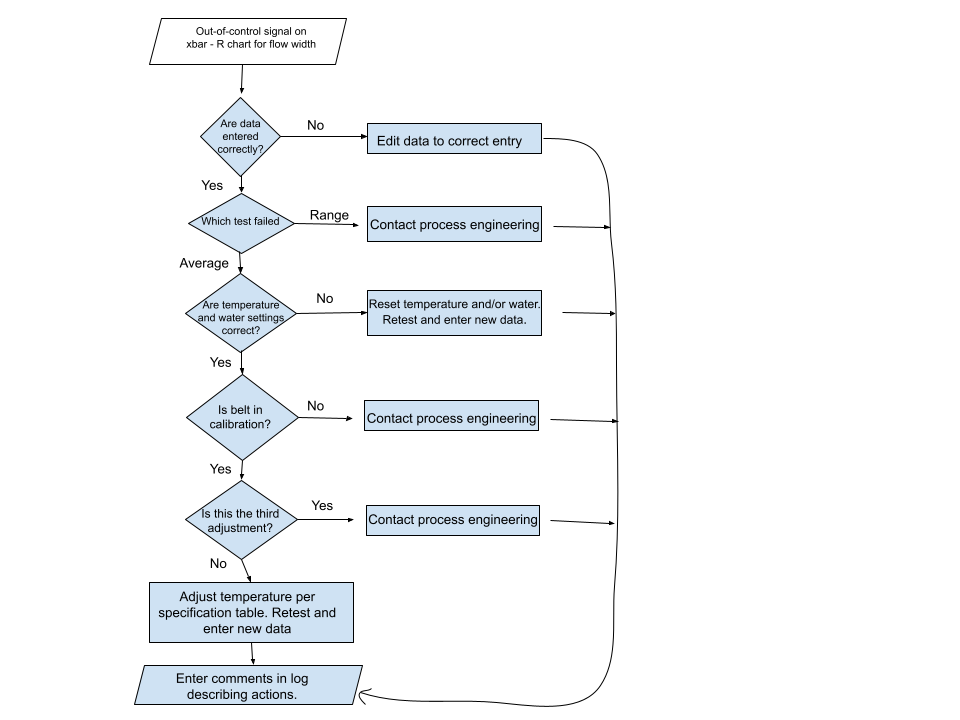 Out-of-control signal on
xbar - R chart for flow width
Are data
entered
correctly?
No
Edit data to correct entry
Yes
Which test failed
Range
Contact process engineering
Average
Are temperature
and water settings
correct?
No
Reset temperature and/or water.
Retest and enter new data.
Yes
Is belt in
calibration?
No
Contact process engineering
Yes
Is this the third
adjustment?
Yes
Contact process engineering
No
Adjust temperature per
specification table. Retest and
enter new data
Enter comments in log
describing actions.